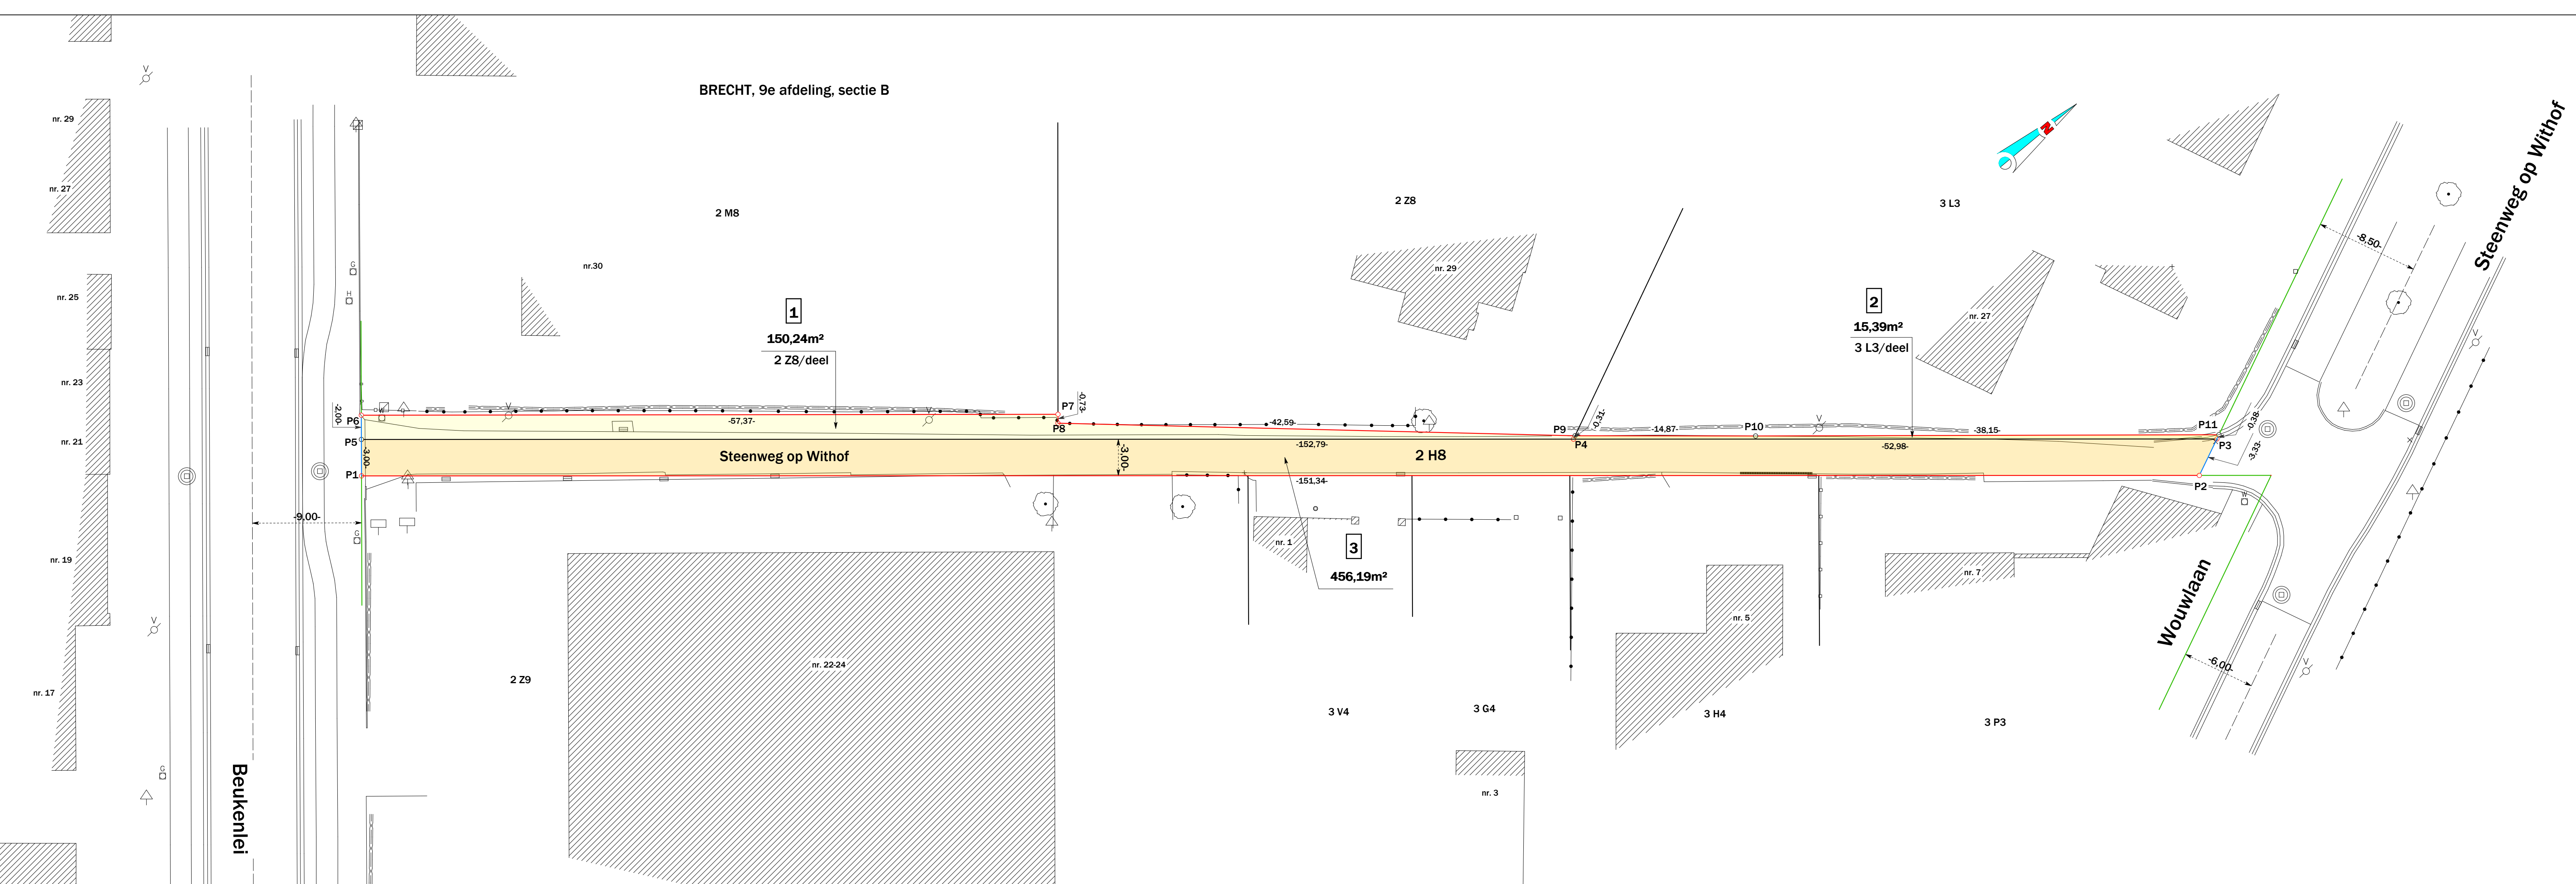 BRECHT, 9e afdeling, sectie B
V
nr. 29
nr. 27
nr. 25
nr. 23
nr. 21
nr. 19
nr. 17
G
H
2 M8
nr.30
1
150,24m²
2 Z8/deel
2 Z8
nr. 29
3 L3
N
2
15,39m²
3 L3/deel
nr. 27
-8,50-
Steenweg op Withof
V
P6
-2,00-
W
V
-57,37-
V
P7
-0,73-
P8
-42,59-
P9
-0,31-
-14,87-
P10
V
-38,15-
P11
-0,38-
P5
-3,00-
P1
Steenweg op Withof
-3,00-
-152,79-
2 H8
P4
-52,98-
P3
-3,33-
-151,34-
P2
W
-9,00-
G
nr. 1
3
456,19m²
nr. 22-24
2 Z9
3 V4
3 G4
nr. 3
nr. 5
3 H4
nr. 7
3 P3
Wouwlaan
-6,00-
V
V
G
Beukenlei